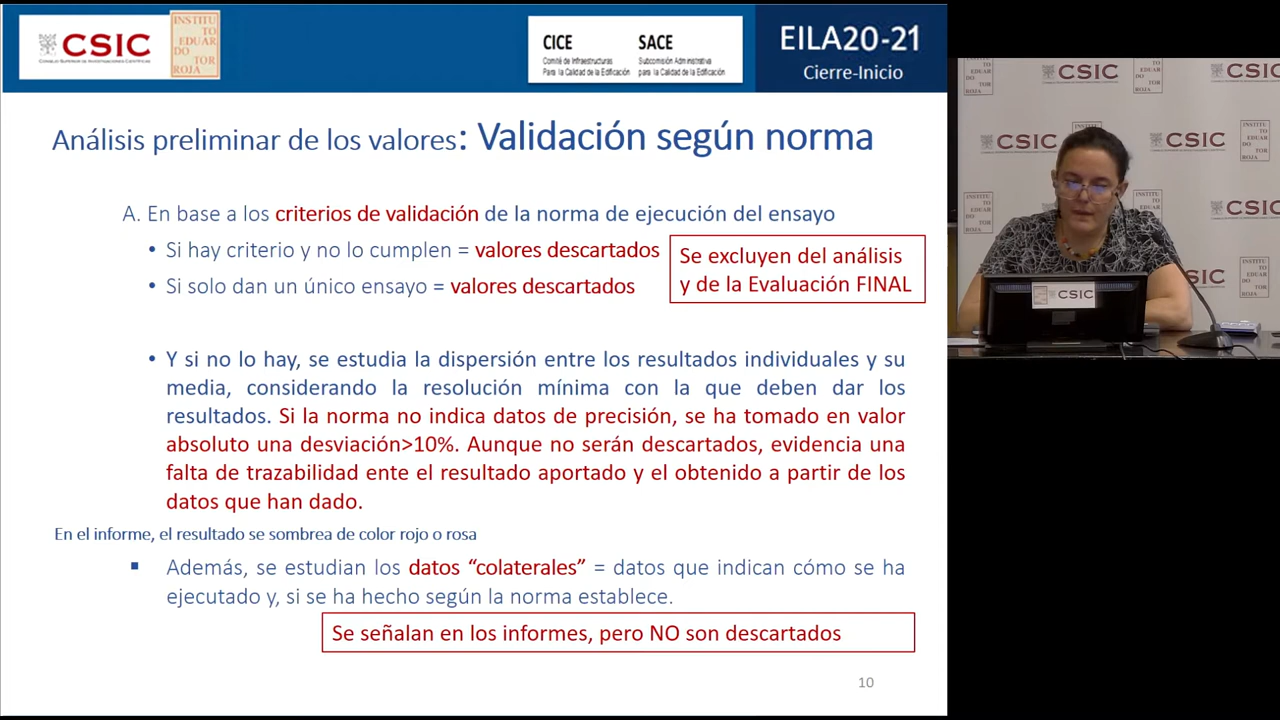 CSIC
CONSEJO SUPERIOR DE INVESTIGACIONES CIENTÍFICAS
INSTITU
TO
EDUAR
DO
TOR
ROJA
CICE
Comité de Infraestructuras
Para la Calidad de la Edificación
SACE
Subcomisión Administrativa
para la Calidad de la Edificación
EILA20-21
Cierre-Inicio
Análisis preliminar de los valores: Validación según norma
A. En base a los criterios de validación de la norma de ejecución del ensayo
• Si hay criterio y no lo cumplen = valores descartados
• Si solo dan un único ensayo = valores descartados
Se excluyen del análisis
y de la Evaluación FINAL
• Y si no lo hay, se estudia la dispersión entre los resultados individuales y su
media, considerando la resolución mínima con la que deben dar los
resultados. Si la norma no indica datos de precisión, se ha tomado en valor
absoluto una desviación>10%. Aunque no serán descartados, evidencia una
falta de trazabilidad ente el resultado aportado y el obtenido a partir de los
datos que han dado.
En el informe, el resultado se sombrea de color rojo o rosa
▪ Además, se estudian los datos “colaterales” = datos que indican cómo se ha
ejecutado y, si se ha hecho según la norma establece.
Se señalan en los informes, pero NO son descartados
10
CSIC
CSIC
CSIC
CSIC
CSIC
CSIC
CSIC